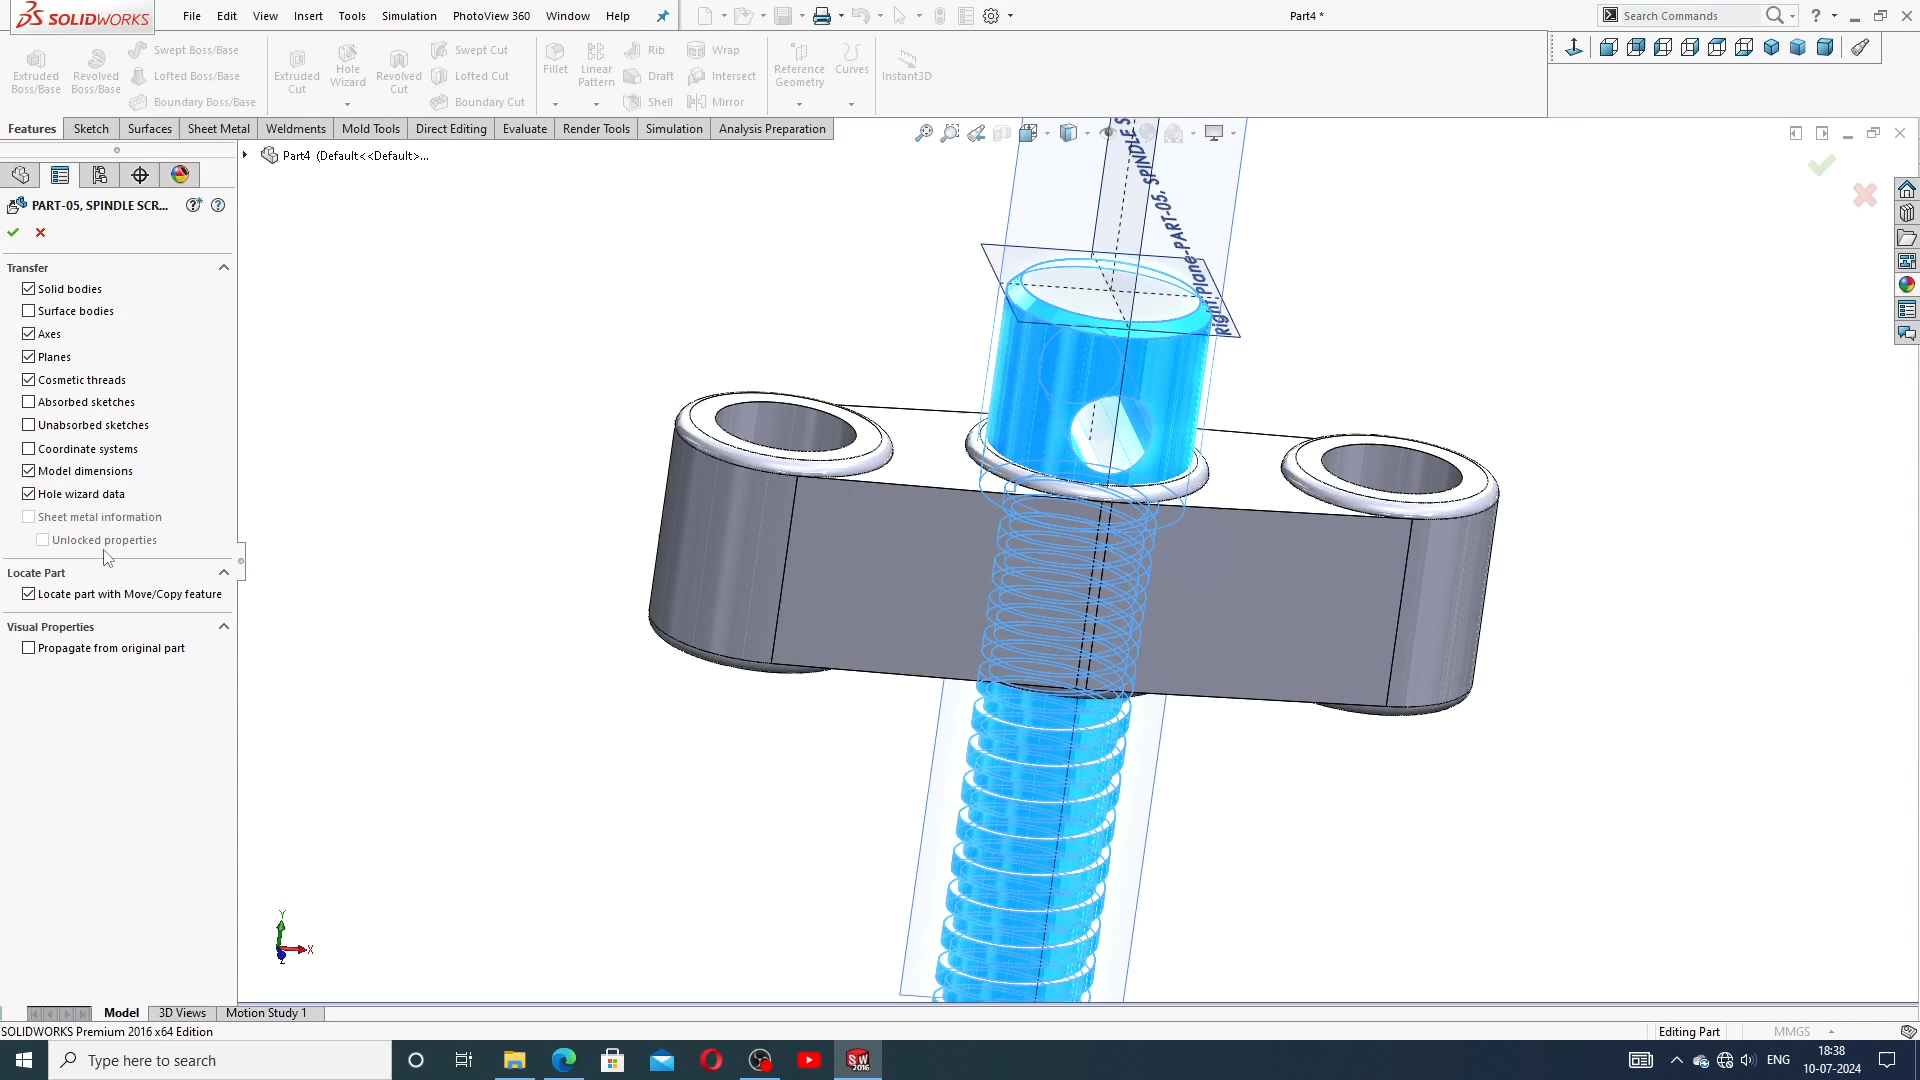 SOLIDWORKS
File Edit View Insert Tools Simulation PhotoView 360 Window Help
Part4 *
Search Commands
Extruded Boss/Base
Revolved Boss/Base
Swept Boss/Base
Lofted Boss/Base
Boundary Boss/Base
Extruded Cut
Hole Wizard
Revolved Cut
Swept Cut
Lofted Cut
Boundary Cut
Fillet
Linear Pattern
Rib
Draft
Shell
Wrap
Intersect
Mirror
Reference Geometry
Curves
Instant3D
Features Sketch Surfaces Sheet Metal Weldments Mold Tools Direct Editing Evaluate Render Tools Simulation Analysis Preparation
Part4 (Default<<Default>...
PART-05, SPINDLE SCR...
Transfer
Solid bodies
Surface bodies
Axes
Planes
Cosmetic threads
Absorbed sketches
Unabsorbed sketches
Coordinate systems
Model dimensions
Hole wizard data
Sheet metal information
Unlocked properties
Locate Part
Locate part with Move/Copy feature
Visual Properties
Propagate from original part
Right Plane-PART-05, SPINDLE S
Y
X
Z
Model 3D Views Motion Study 1
SOLIDWORKS Premium 2016 x64 Edition
Editing Part
MMGS
Type here to search
SW
2016
ENG
18:38
10-07-2024